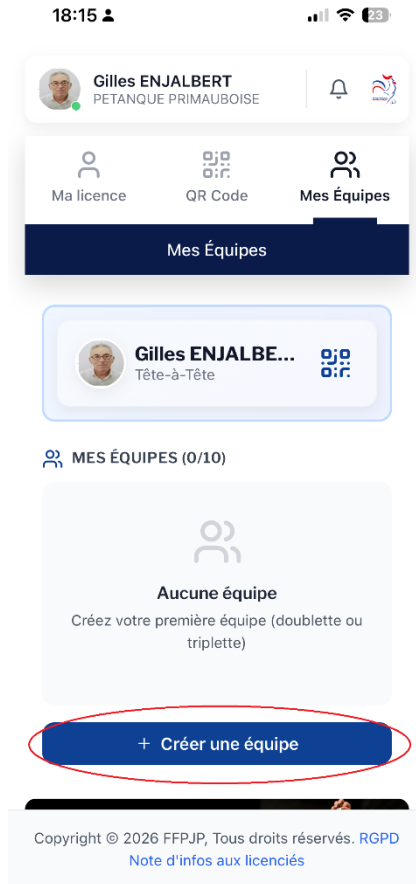 18:15
23
Gilles ENJALBERT
PETANQUE PRIMAUBOISE
Ma licence
QR Code
Mes Équipes
Mes Équipes
Gilles ENJALBE...
Tête-à-Tête
MES ÉQUIPES (0/10)
Aucune équipe
Créez votre première équipe (doublette ou
triplette)
+ Créer une équipe
Copyright © 2026 FFPJP, Tous droits réservés. RGPD
Note d'infos aux licenciés